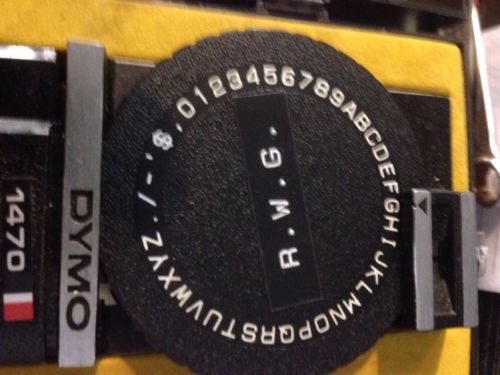 DYMO
1470
,0123456789ABCDEFGHIJKLMNOPQRSTUVWXYZ./-'$
R.W.G.